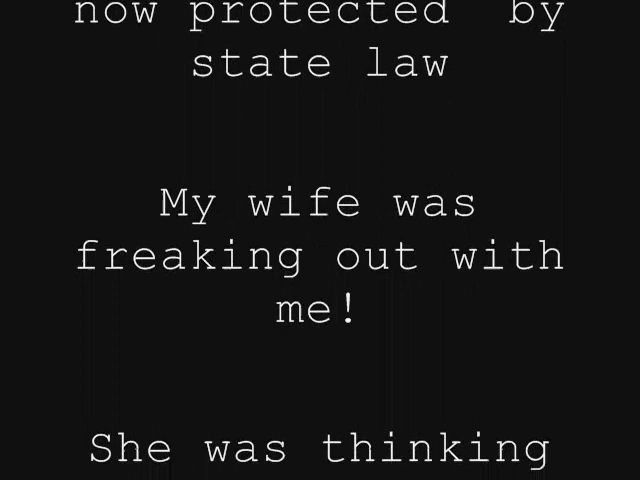 now protected  by
state law
My wife was
freaking out with
me!
She was thinking